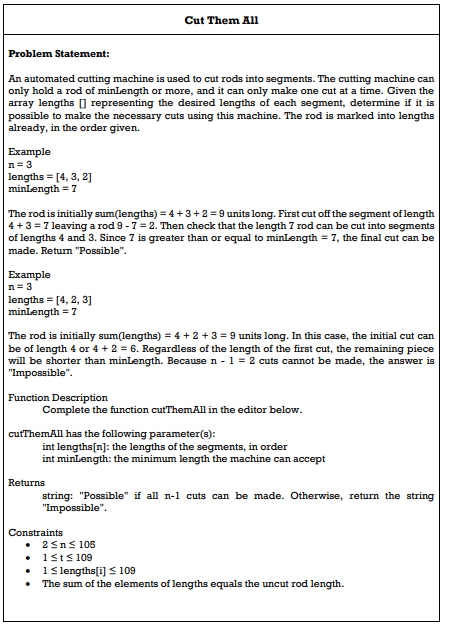 Cut Them All
Problem Statement:
An automated cutting machine is used to cut rods into segments. The cutting machine can
only hold a rod of minLength or more, and it can only make one cut at a time. Given the
array lengths [] representing the desired lengths of each segment, determine if it is
possible to make the necessary cuts using this machine. The rod is marked into lengths
already, in the order given.
Example
n = 3
lengths = [4, 3, 2]
minLength = 7
The rod is initially sum(lengths) = 4 + 3 + 2 = 9 units long. First cut off the segment of length
4 + 3 = 7 leaving a rod 9 - 7 = 2. Then check that the length 7 rod can be cut into segments
of lengths 4 and 3. Since 7 is greater than or equal to minLength = 7, the final cut can be
made. Return "Possible".
Example
n = 3
lengths = [4, 2, 3]
minLength = 7
The rod is initially sum(lengths) = 4 + 2 + 3 = 9 units long. In this case, the initial cut can
be of length 4 or 4 + 2 = 6. Regardless of the length of the first cut, the remaining piece
will be shorter than minLength. Because n - 1 = 2 cuts cannot be made, the answer is
"Impossible".
Function Description
Complete the function cutThemAll in the editor below.
cutThemAll has the following parameter(s):
int lengths[n]: the lengths of the segments, in order
int minLength: the minimum length the machine can accept
Returns
string: "Possible" if all n-1 cuts can be made. Otherwise, return the string
"Impossible".
Constraints
• 2 ≤ n ≤ 105
• 1 ≤ t ≤ 109
• 1 ≤ lengths[i] ≤ 109
• The sum of the elements of lengths equals the uncut rod length.